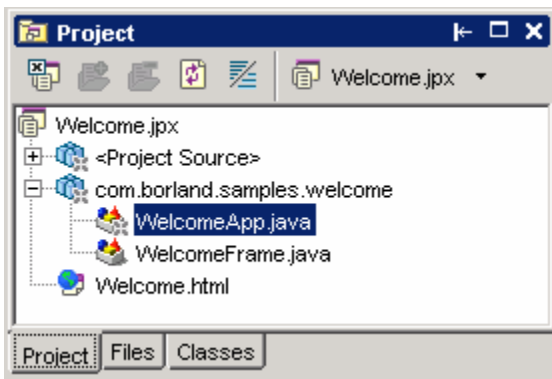 Project
Welcome.jpx
Welcome.jpx
<Project Source>
com.borland.samples.welcome
WelcomeApp.java
WelcomeFrame.java
Welcome.html
Project Files Classes